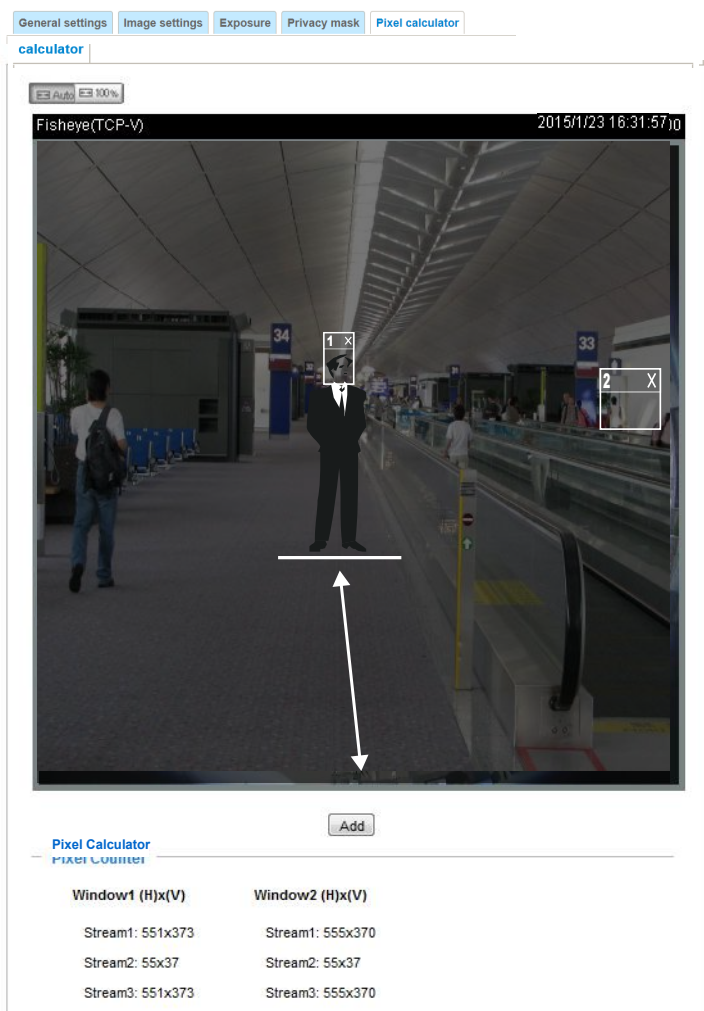 General settings Image settings Exposure Privacy mask Pixel calculator
calculator
Auto 100%
Fisheye(TCP-V) 2015/1/23 16:31:57
34
33
1 X
2 X
Add
Pixel Calculator
Pixel Counter
Window1 (H)x(V) Window2 (H)x(V)
Stream1: 551x373 Stream1: 555x370
Stream2: 55x37 Stream2: 55x37
Stream3: 551x373 Stream3: 555x370